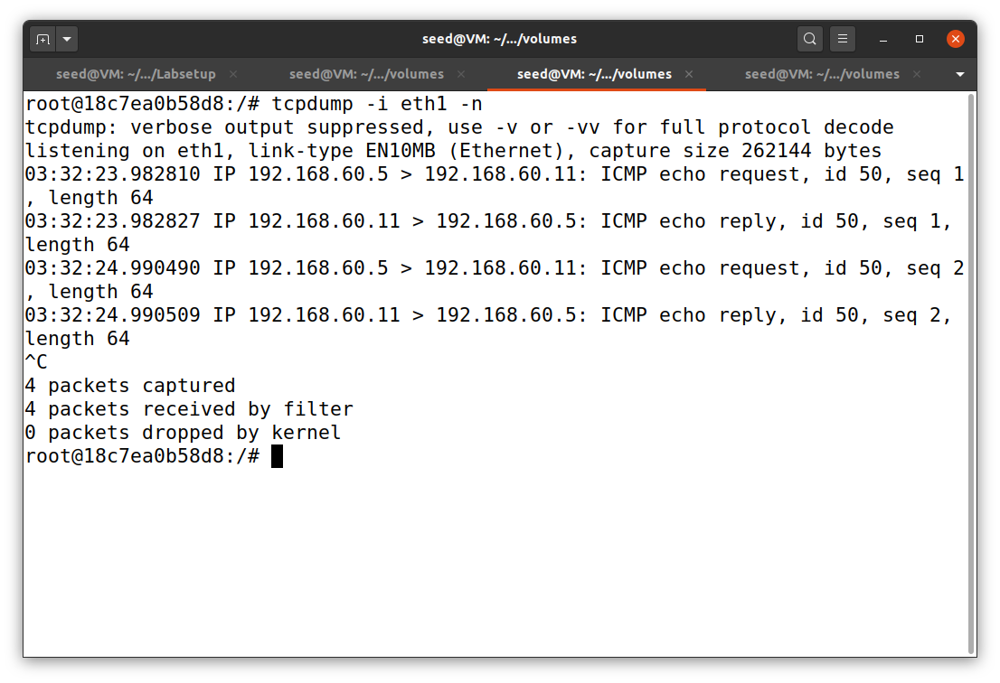 seed@VM: ~/.../volumes
seed@VM: ~/.../Labsetup
seed@VM: ~/.../volumes
seed@VM: ~/.../volumes
seed@VM: ~/.../volumes
root@18c7ea0b58d8:/# tcpdump -i eth1 -n
tcpdump: verbose output suppressed, use -v or -vv for full protocol decode
listening on eth1, link-type EN10MB (Ethernet), capture size 262144 bytes
03:32:23.982810 IP 192.168.60.5 > 192.168.60.11: ICMP echo request, id 50, seq 1
, length 64
03:32:23.982827 IP 192.168.60.11 > 192.168.60.5: ICMP echo reply, id 50, seq 1,
length 64
03:32:24.990490 IP 192.168.60.5 > 192.168.60.11: ICMP echo request, id 50, seq 2
, length 64
03:32:24.990509 IP 192.168.60.11 > 192.168.60.5: ICMP echo reply, id 50, seq 2,
length 64
^C
4 packets captured
4 packets received by filter
0 packets dropped by kernel
root@18c7ea0b58d8:/#